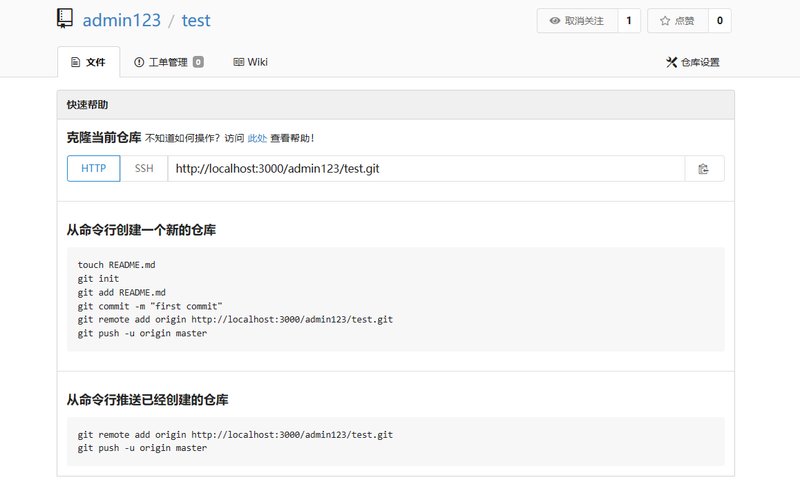 admin123 / test
取消关注 1
点赞 0
文件
工单管理 0
Wiki
仓库设置
快速帮助
克隆当前仓库 不知道如何操作？访问 此处 查看帮助！
HTTP SSH http://localhost:3000/admin123/test.git
从命令行创建一个新的仓库
touch README.md
git init
git add README.md
git commit -m "first commit"
git remote add origin http://localhost:3000/admin123/test.git
git push -u origin master
从命令行推送已经创建的仓库
git remote add origin http://localhost:3000/admin123/test.git
git push -u origin master